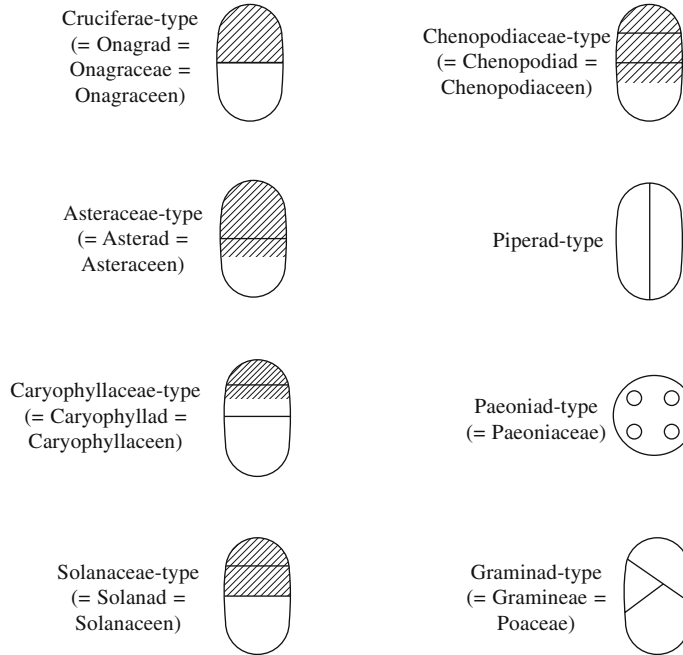 Cruciferae-type
(= Onagrad =
Onagraceae =
Onagraceen)
Chenopodiaceae-type
(= Chenopodiad =
Chenopodiaceen)
Asteraceae-type
(= Asterad =
Asteraceen)
Piperad-type
Caryophyllaceae-type
(= Caryophyllad =
Caryophyllaceen)
Paeoniad-type
(= Paeoniaceae)
Solanaceae-type
(= Solanad =
Solanaceen)
Graminad-type
(= Gramineae =
Poaceae)